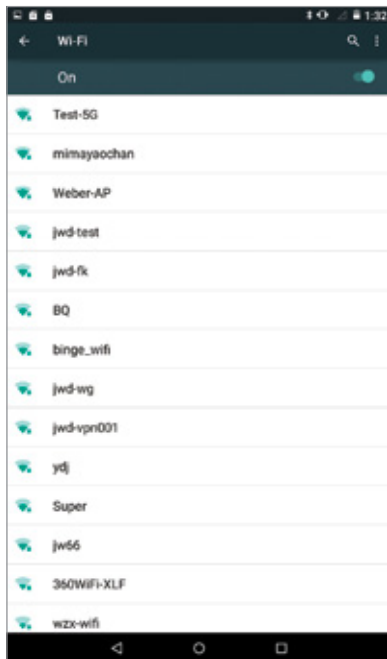 1:32
Wi-Fi
On
Test-5G
mimayaochan
Weber-AP
jwd-test
jwd-fk
BQ
binge_wifi
jwd-wg
jwd-vpn001
ydj
Super
jw66
360WiFi-XLF
wzx-wifi